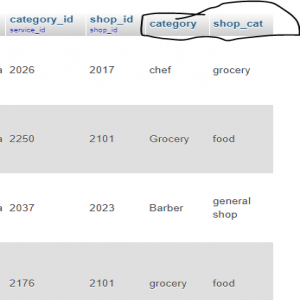 category_id shop_id category shop_cat
service_id shop_id
a 2026 2017 chef grocery
a 2250 2101 Grocery food
a 2037 2023 Barber general
shop
a 2176 2101 grocery food